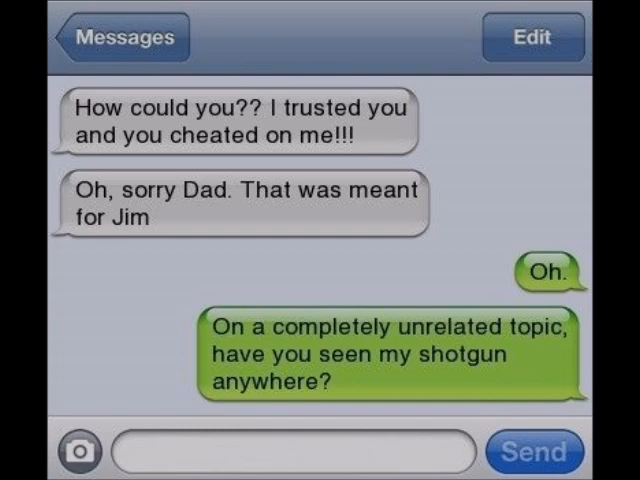 Messages
Edit
How could you?? I trusted you
and you cheated on me!!!
Oh, sorry Dad. That was meant
for Jim
Oh.
On a completely unrelated topic,
have you seen my shotgun
anywhere?
Send